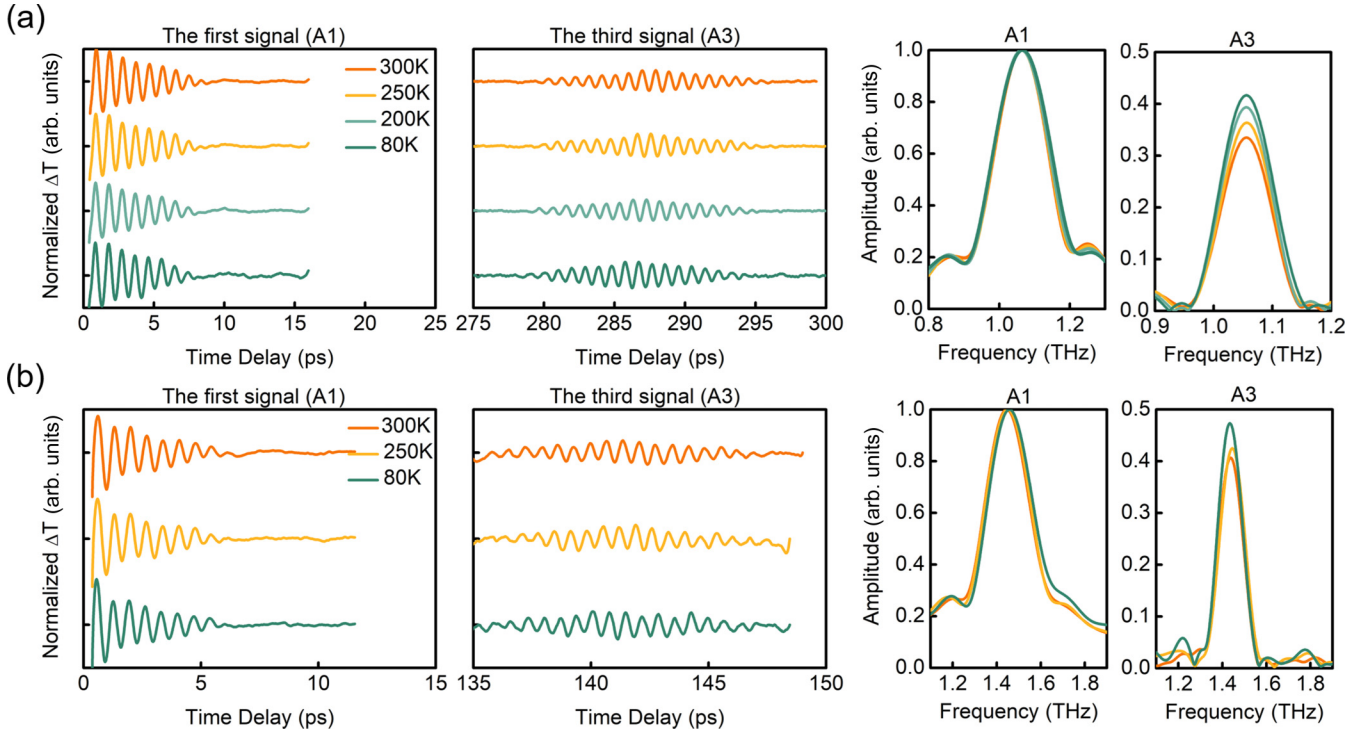 (a)
The first signal (A1)
The third signal (A3)
A1
A3
Normalized ΔT (arb. units)
300K
250K
200K
80K
0 5 10 15 20 25
Time Delay (ps)
275 280 285 290 295 300
Time Delay (ps)
Amplitude (arb. units)
1.0
0.8
0.6
0.4
0.2
0.0
0.8 1.0 1.2
Frequency (THz)
0.5
0.4
0.3
0.2
0.1
0.0
0.9 1.0 1.1 1.2
Frequency (THz)
(b)
The first signal (A1)
The third signal (A3)
A1
A3
Normalized ΔT (arb. units)
300K
250K
80K
0 5 10 15
Time Delay (ps)
135 140 145 150
Time Delay (ps)
Amplitude (arb. units)
1.0
0.8
0.6
0.4
0.2
0.0
1.2 1.4 1.6 1.8
Frequency (THz)
0.5
0.4
0.3
0.2
0.1
0.0
1.2 1.4 1.6 1.8
Frequency (THz)